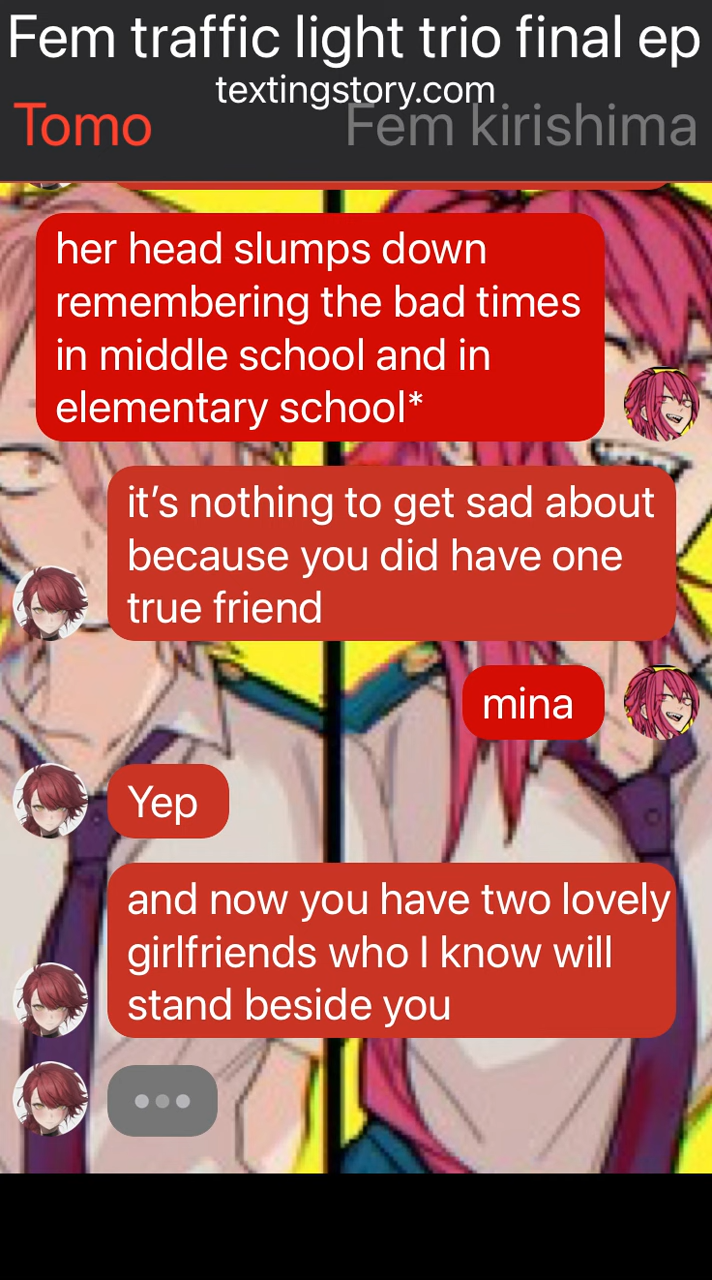 Fem traffic light trio final ep
textingstory.com
Tomo
Fem kirishima
her head slumps down
remembering the bad times
in middle school and in
elementary school*
it’s nothing to get sad about
because you did have one
true friend
mina
Yep
and now you have two lovely
girlfriends who I know will
stand beside you